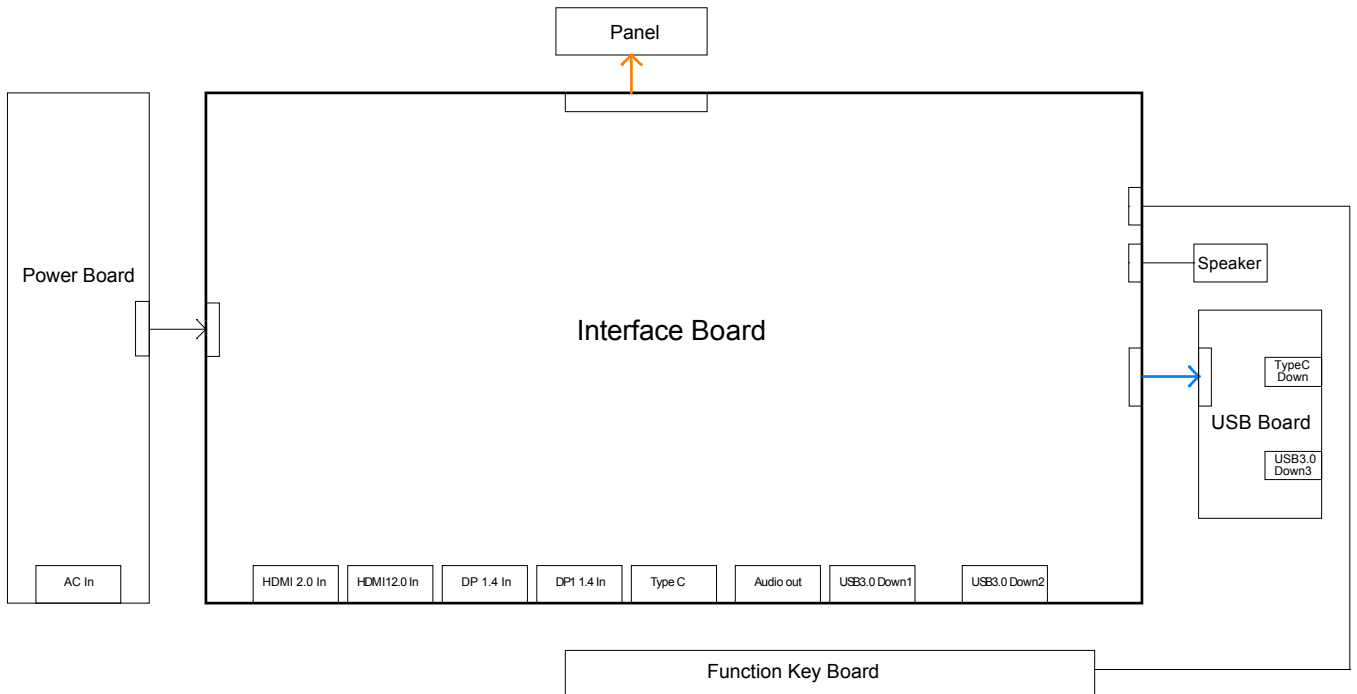 Panel
Power Board
Speaker
Interface Board
TypeC
Down
USB Board
USB3.0
Down3
AC In
HDMI 2.0 In
HDMI12.0 In
DP 1.4 In
DP1 1.4 In
Type C
Audio out
USB3.0 Down1
USB3.0 Down2
Function Key Board